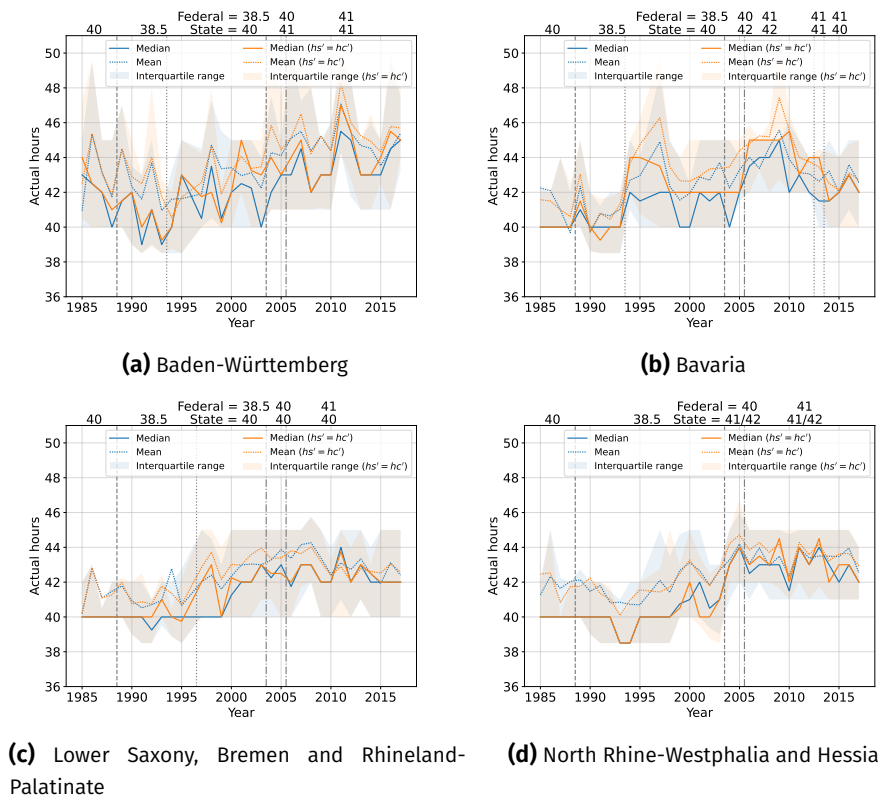 Federal = 38.5 40 41
40 38.5 State = 40 41 41
50
48
46
44
42
40
38
36
Actual hours
Median
Mean
Interquartile range
Median (hs′ = hc′)
Mean (hs′ = hc′)
Interquartile range (hs′ = hc′)
1985 1990 1995 2000 2005 2010 2015
Year
(a) Baden-Württemberg
Federal = 38.5 40 41 41 41
40 38.5 State = 40 42 42 41 40
50
48
46
44
42
40
38
36
Actual hours
Median
Mean
Interquartile range
Median (hs′ = hc′)
Mean (hs′ = hc′)
Interquartile range (hs′ = hc′)
1985 1990 1995 2000 2005 2010 2015
Year
(b) Bavaria
Federal = 38.5 40 41
40 38.5 State = 40 40 40
50
48
46
44
42
40
38
36
Actual hours
Median
Mean
Interquartile range
Median (hs′ = hc′)
Mean (hs′ = hc′)
Interquartile range (hs′ = hc′)
1985 1990 1995 2000 2005 2010 2015
Year
(c) Lower Saxony, Bremen and Rhineland-
Palatinate
Federal = 40 41
40 38.5 State = 41/42 41/42
50
48
46
44
42
40
38
36
Actual hours
Median
Mean
Interquartile range
Median (hs′ = hc′)
Mean (hs′ = hc′)
Interquartile range (hs′ = hc′)
1985 1990 1995 2000 2005 2010 2015
Year
(d) North Rhine-Westphalia and Hessia